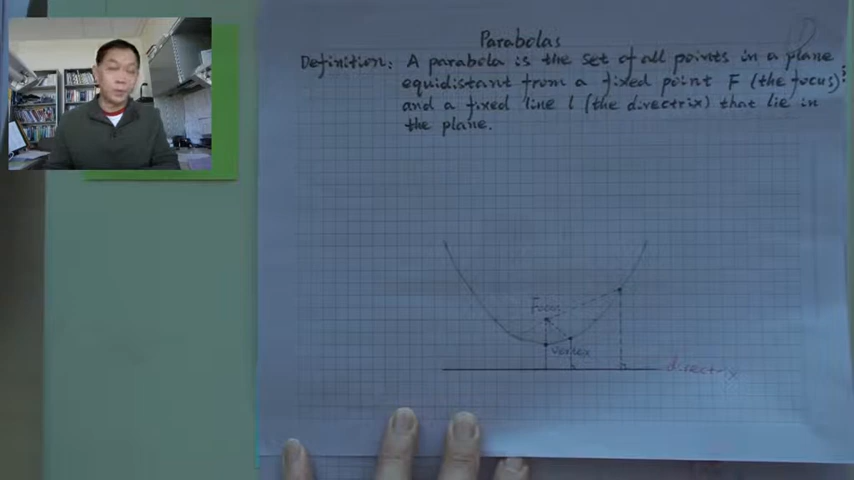 1
Parabolas
Definition: A parabola is the set of all points in a plane
equidistant from a fixed point F (the focus)
and a fixed line l (the directrix) that lie in
the plane.
Focus
vertex
directrix